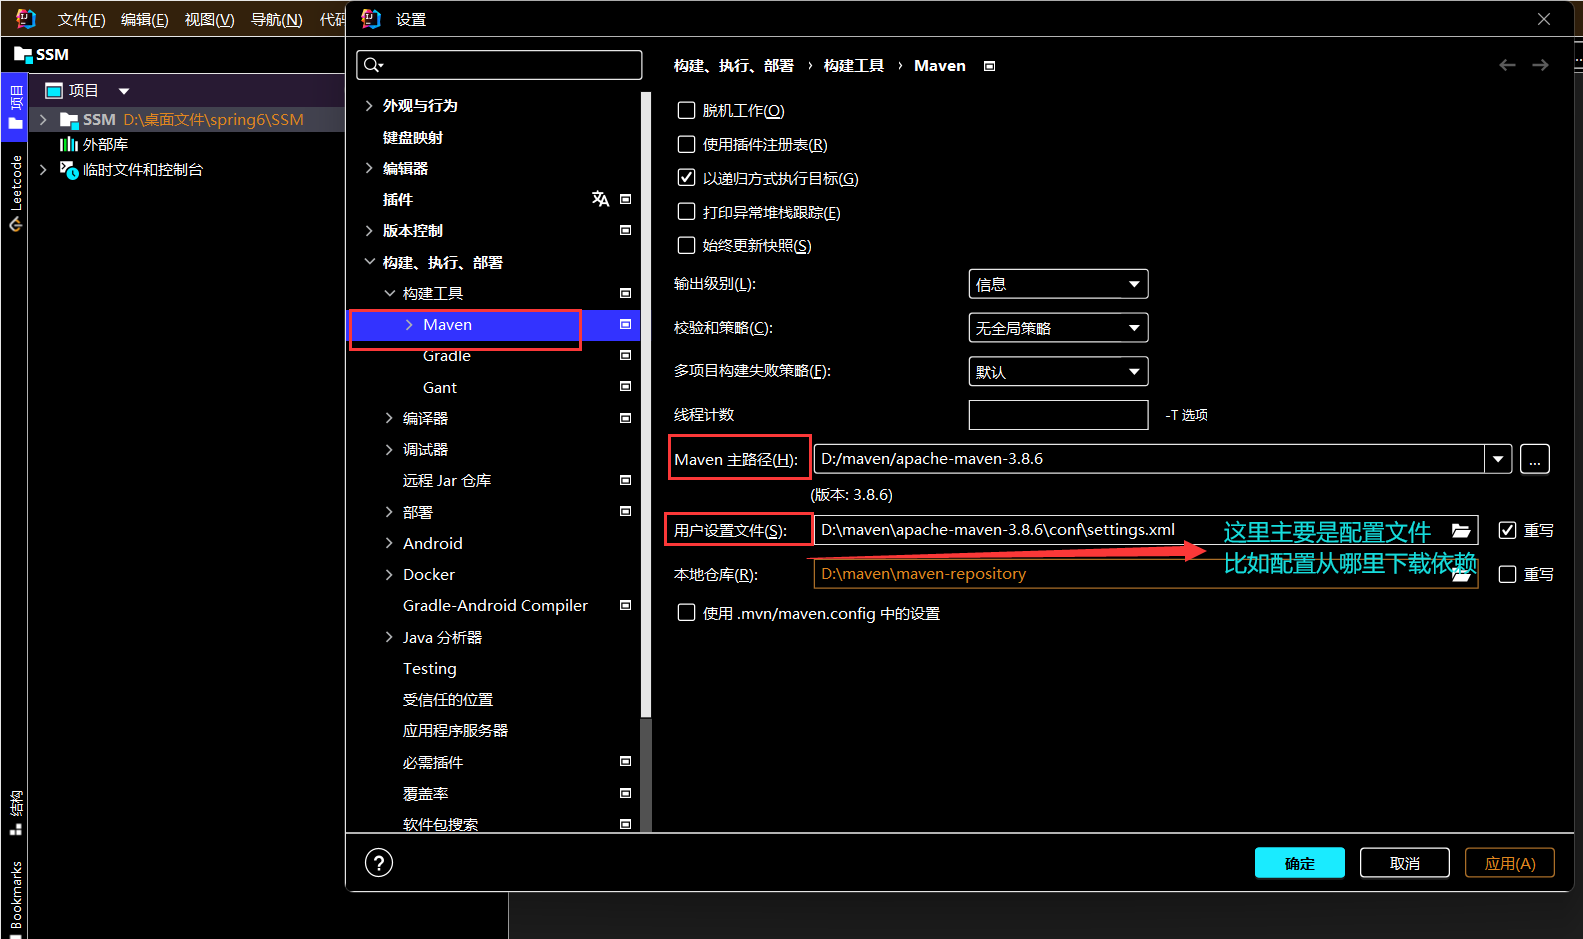 文件(F) 编辑(E) 视图(V) 导航(N) 代码
SSM
项目
Leetcode
结构
Bookmarks
项目
SSM D:\桌面文件\spring6\SSM
外部库
临时文件和控制台
设置
外观与行为
键盘映射
编辑器
插件
版本控制
构建、执行、部署
构建工具
Maven
Gradle
Gant
编译器
调试器
远程 Jar 仓库
部署
Android
Docker
Gradle-Android Compiler
Java 分析器
Testing
受信任的位置
应用程序服务器
必需插件
覆盖率
软件包搜索
构建、执行、部署 › 构建工具 › Maven
脱机工作(O)
使用插件注册表(R)
以递归方式执行目标(G)
打印异常堆栈跟踪(E)
始终更新快照(S)
输出级别(L): 信息
校验和策略(C): 无全局策略
多项目构建失败策略(F): 默认
线程计数 -T 选项
Maven 主路径(H): D:/maven/apache-maven-3.8.6 ...
(版本: 3.8.6)
用户设置文件(S): D:\maven\apache-maven-3.8.6\conf\settings.xml 重写
这里主要是配置文件
比如配置从哪里下载依赖
本地仓库(R): D:\maven\maven-repository 重写
使用 .mvn/maven.config 中的设置
?
确定 取消 应用(A)